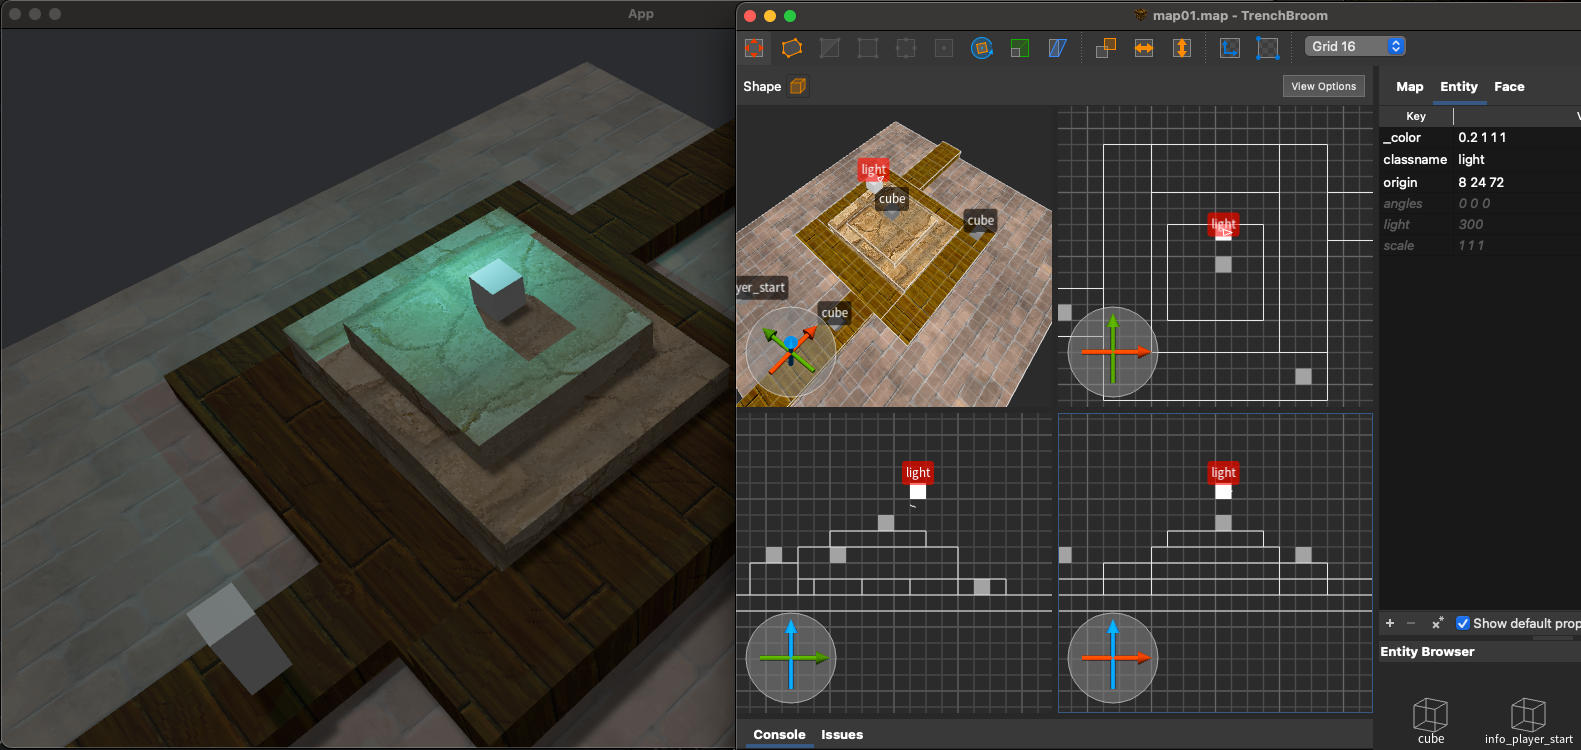 App
map01.map - TrenchBroom
Grid 16
Shape
View Options
Map Entity Face
Key
_color 0.2 1 1 1
classname light
origin 8 24 72
angles 0 0 0
light 300
scale 1 1 1
light
cube
cube
yer_start
cube
light
light
light
Show default prop
Entity Browser
cube
info_player_start
Console Issues